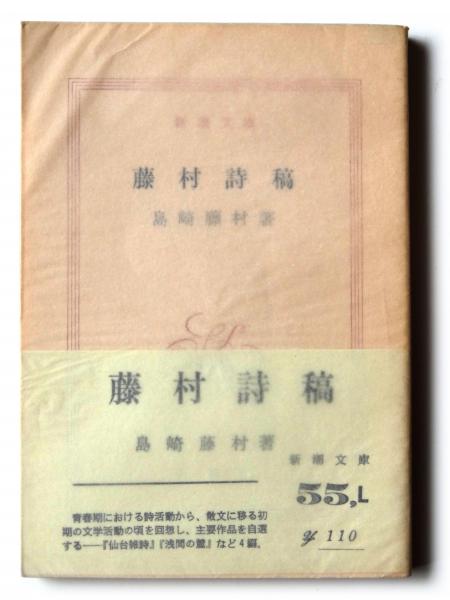 新潮文庫
藤村詩稿
島崎藤村著
藤村詩稿
島崎藤村著
新潮文庫
55,L
¥ 110
青春期における詩活動から、散文に移る初
期の文学活動の頃を回想し、主要作品を自選
する──『仙台雑詩』『浅間の麓』など4編。